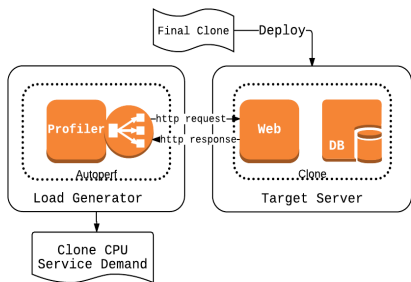 Final Clone
Deploy
Profiler
http request
http response
Web
DB
Autoperf
Clone
Load Generator
Target Server
Clone CPU
Service Demand